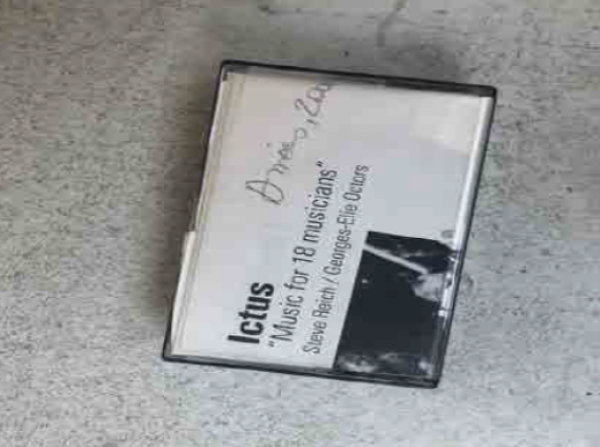 Ictus
"Music for 18 musicians"
Steve Reich / Georges-Elie Octors